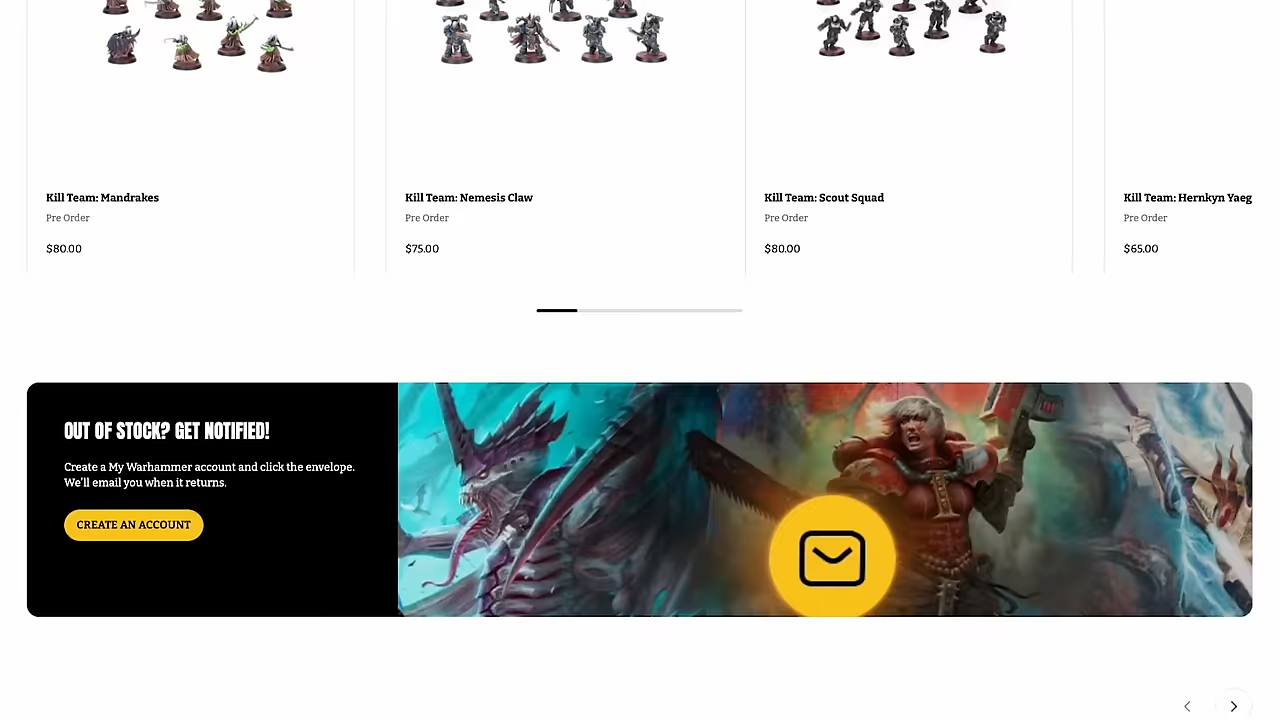 Kill Team: Mandrakes
Pre Order
$80.00
Kill Team: Nemesis Claw
Pre Order
$75.00
Kill Team: Scout Squad
Pre Order
$80.00
Kill Team: Hernkyn Yaeg
Pre Order
$65.00
OUT OF STOCK? GET NOTIFIED!
Create a My Warhammer account and click the envelope.
We'll email you when it returns.
CREATE AN ACCOUNT